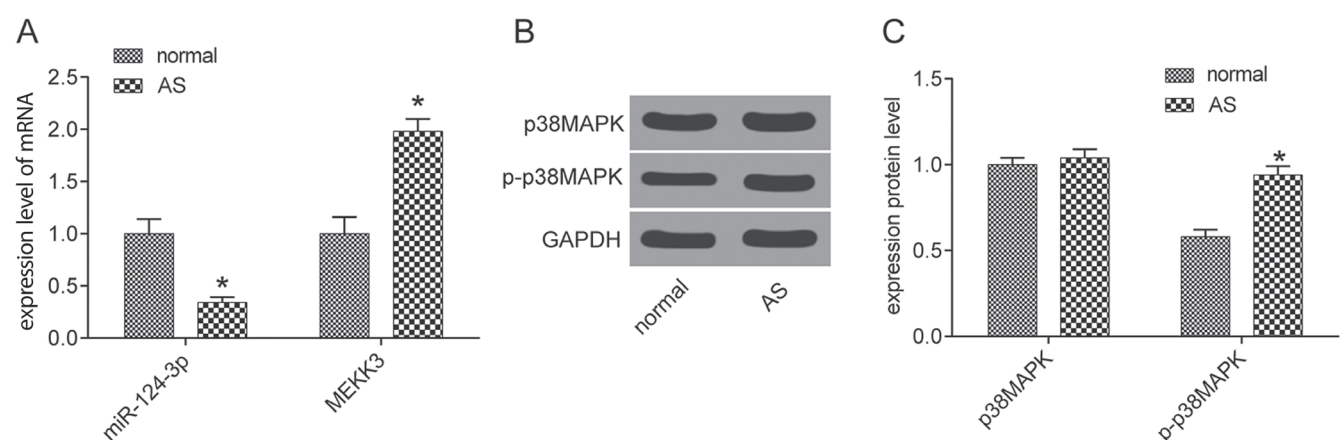 A
normal
AS
expression level of mRNA
2.5
2.0
1.5
1.0
0.5
0.0
*
*
miR-124-3p
MEKK3
B
p38MAPK
p-p38MAPK
GAPDH
normal
AS
C
normal
AS
expression protein level
1.5
1.0
0.5
0.0
*
p38MAPK
p-p38MAPK